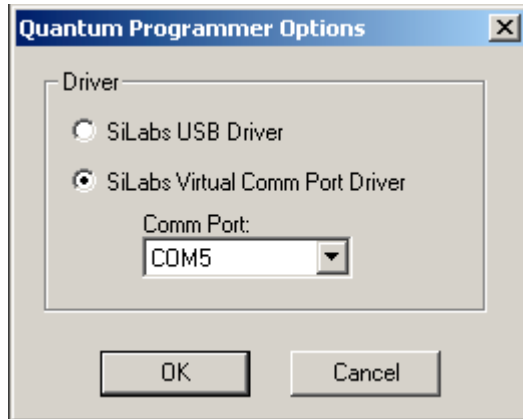 Quantum Programmer Options
Driver
SiLabs USB Driver
SiLabs Virtual Comm Port Driver
Comm Port:
COM5
OK
Cancel